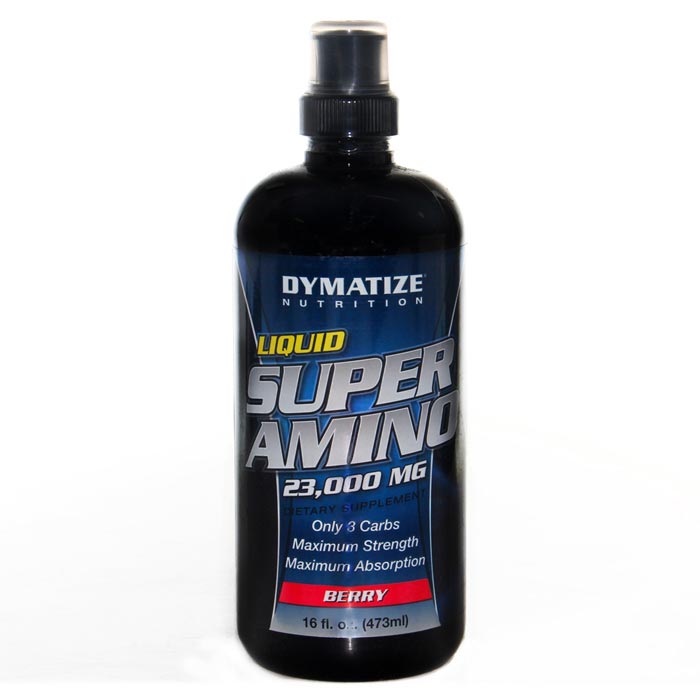 DYMATIZE
NUTRITION
LIQUID
SUPER
AMINO
23,000 MG
DIETARY SUPPLEMENT
Only 3 Carbs
Maximum Strength
Maximum Absorption
BERRY
16 fl. oz. (473ml)